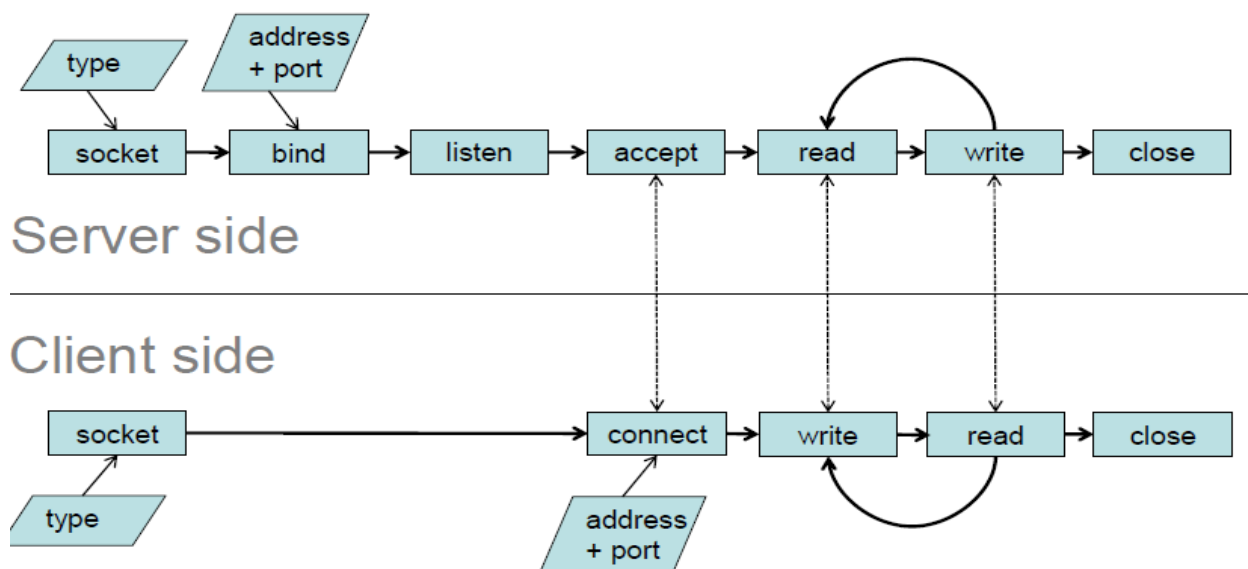 type
address
+ port
socket
bind
listen
accept
read
write
close
Server side
Client side
socket
connect
write
read
close
type
address
+ port